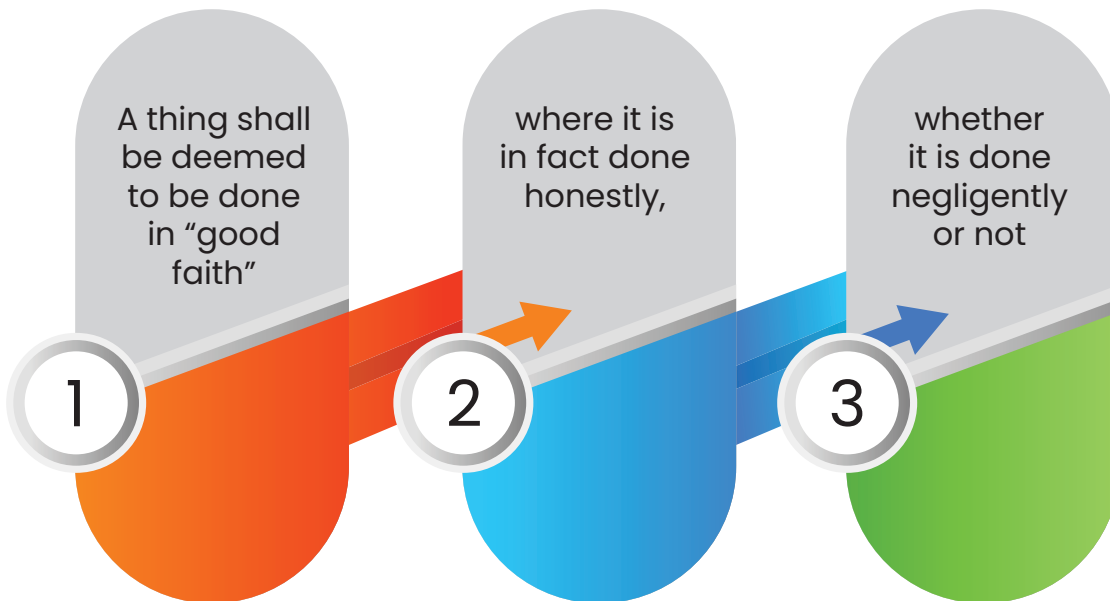 A thing shall
be deemed
to be done
in “good
faith”
1
where it is
in fact done
honestly,
2
whether
it is done
negligently
or not
3